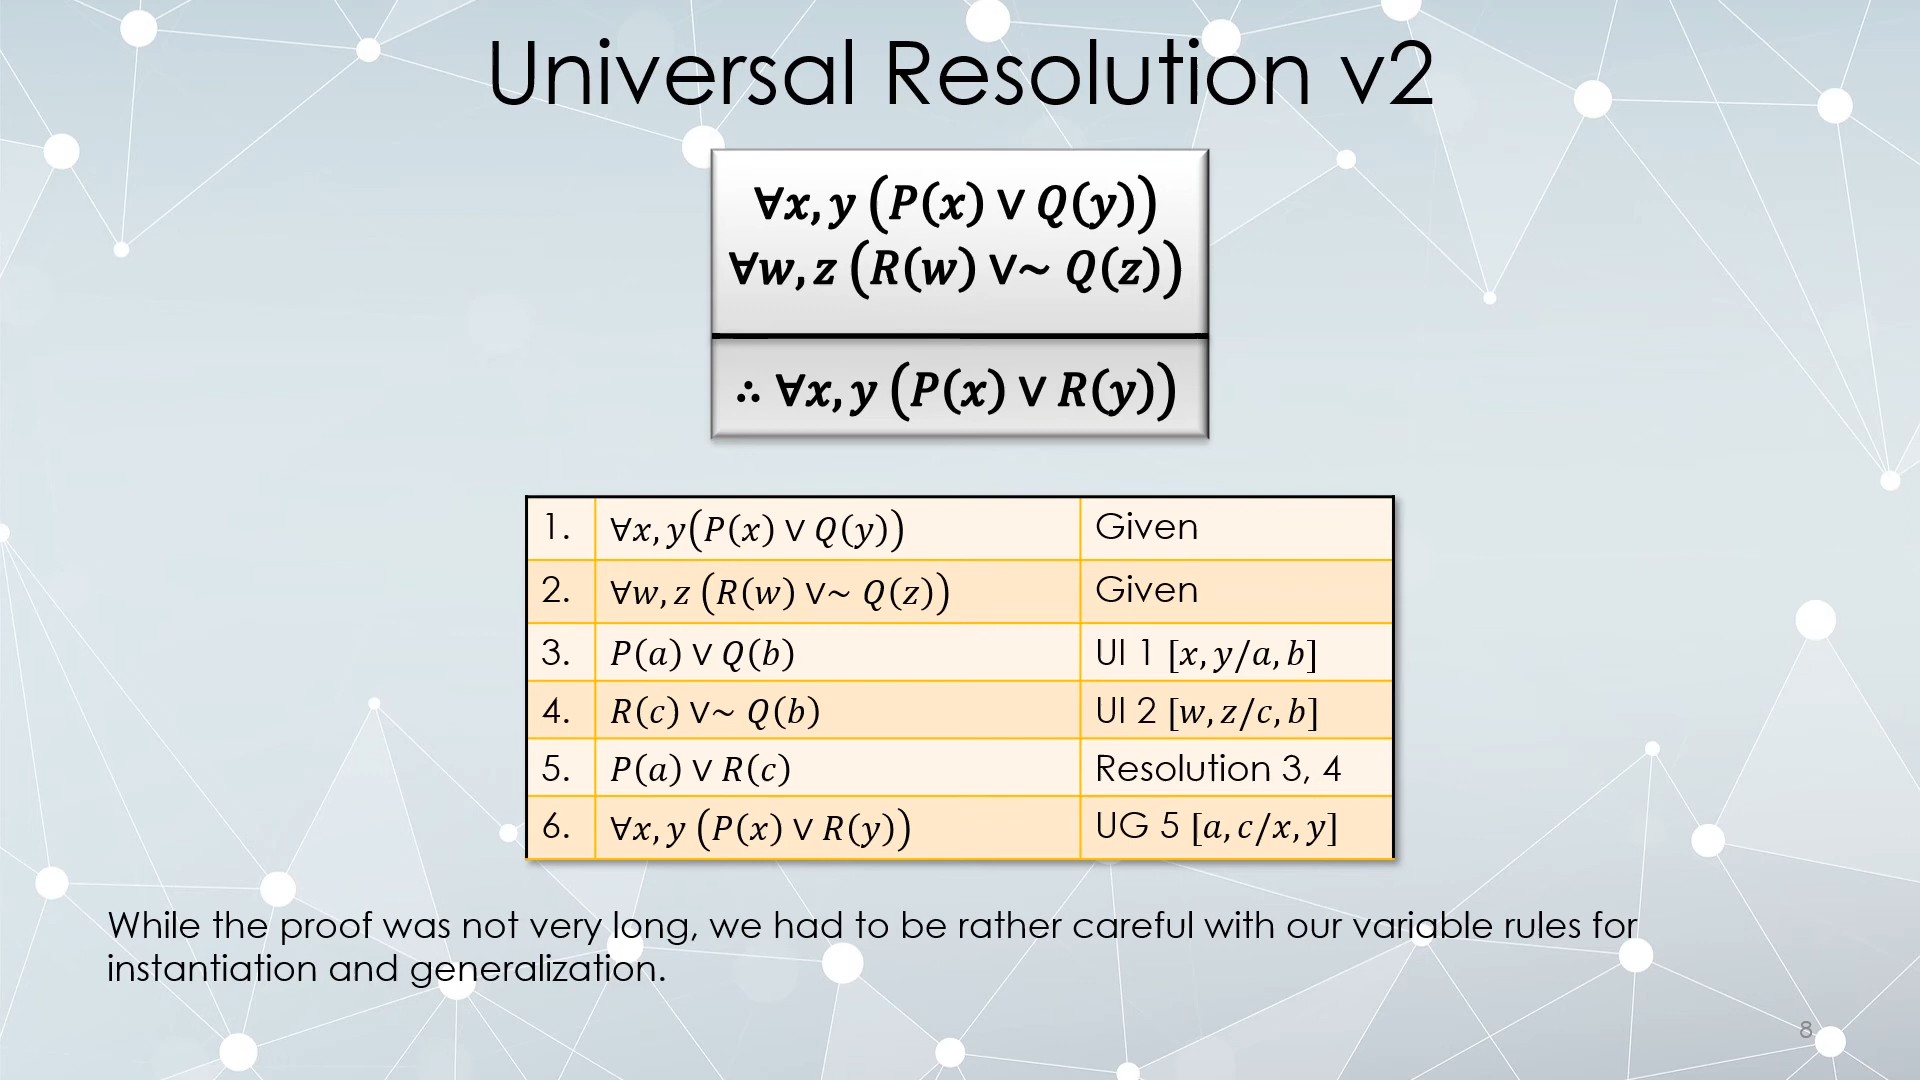 Universal Resolution v2
∀x, y (P(x) ∨ Q(y))
∀w, z (R(w) ∨~ Q(z))
∴ ∀x, y (P(x) ∨ R(y))
1. ∀x, y(P(x) ∨ Q(y)) Given
2. ∀w, z (R(w) ∨~ Q(z)) Given
3. P(a) ∨ Q(b) UI 1 [x, y/a, b]
4. R(c) ∨~ Q(b) UI 2 [w, z/c, b]
5. P(a) ∨ R(c) Resolution 3, 4
6. ∀x, y (P(x) ∨ R(y)) UG 5 [a, c/x, y]
While the proof was not very long, we had to be rather careful with our variable rules for
instantiation and generalization.
8